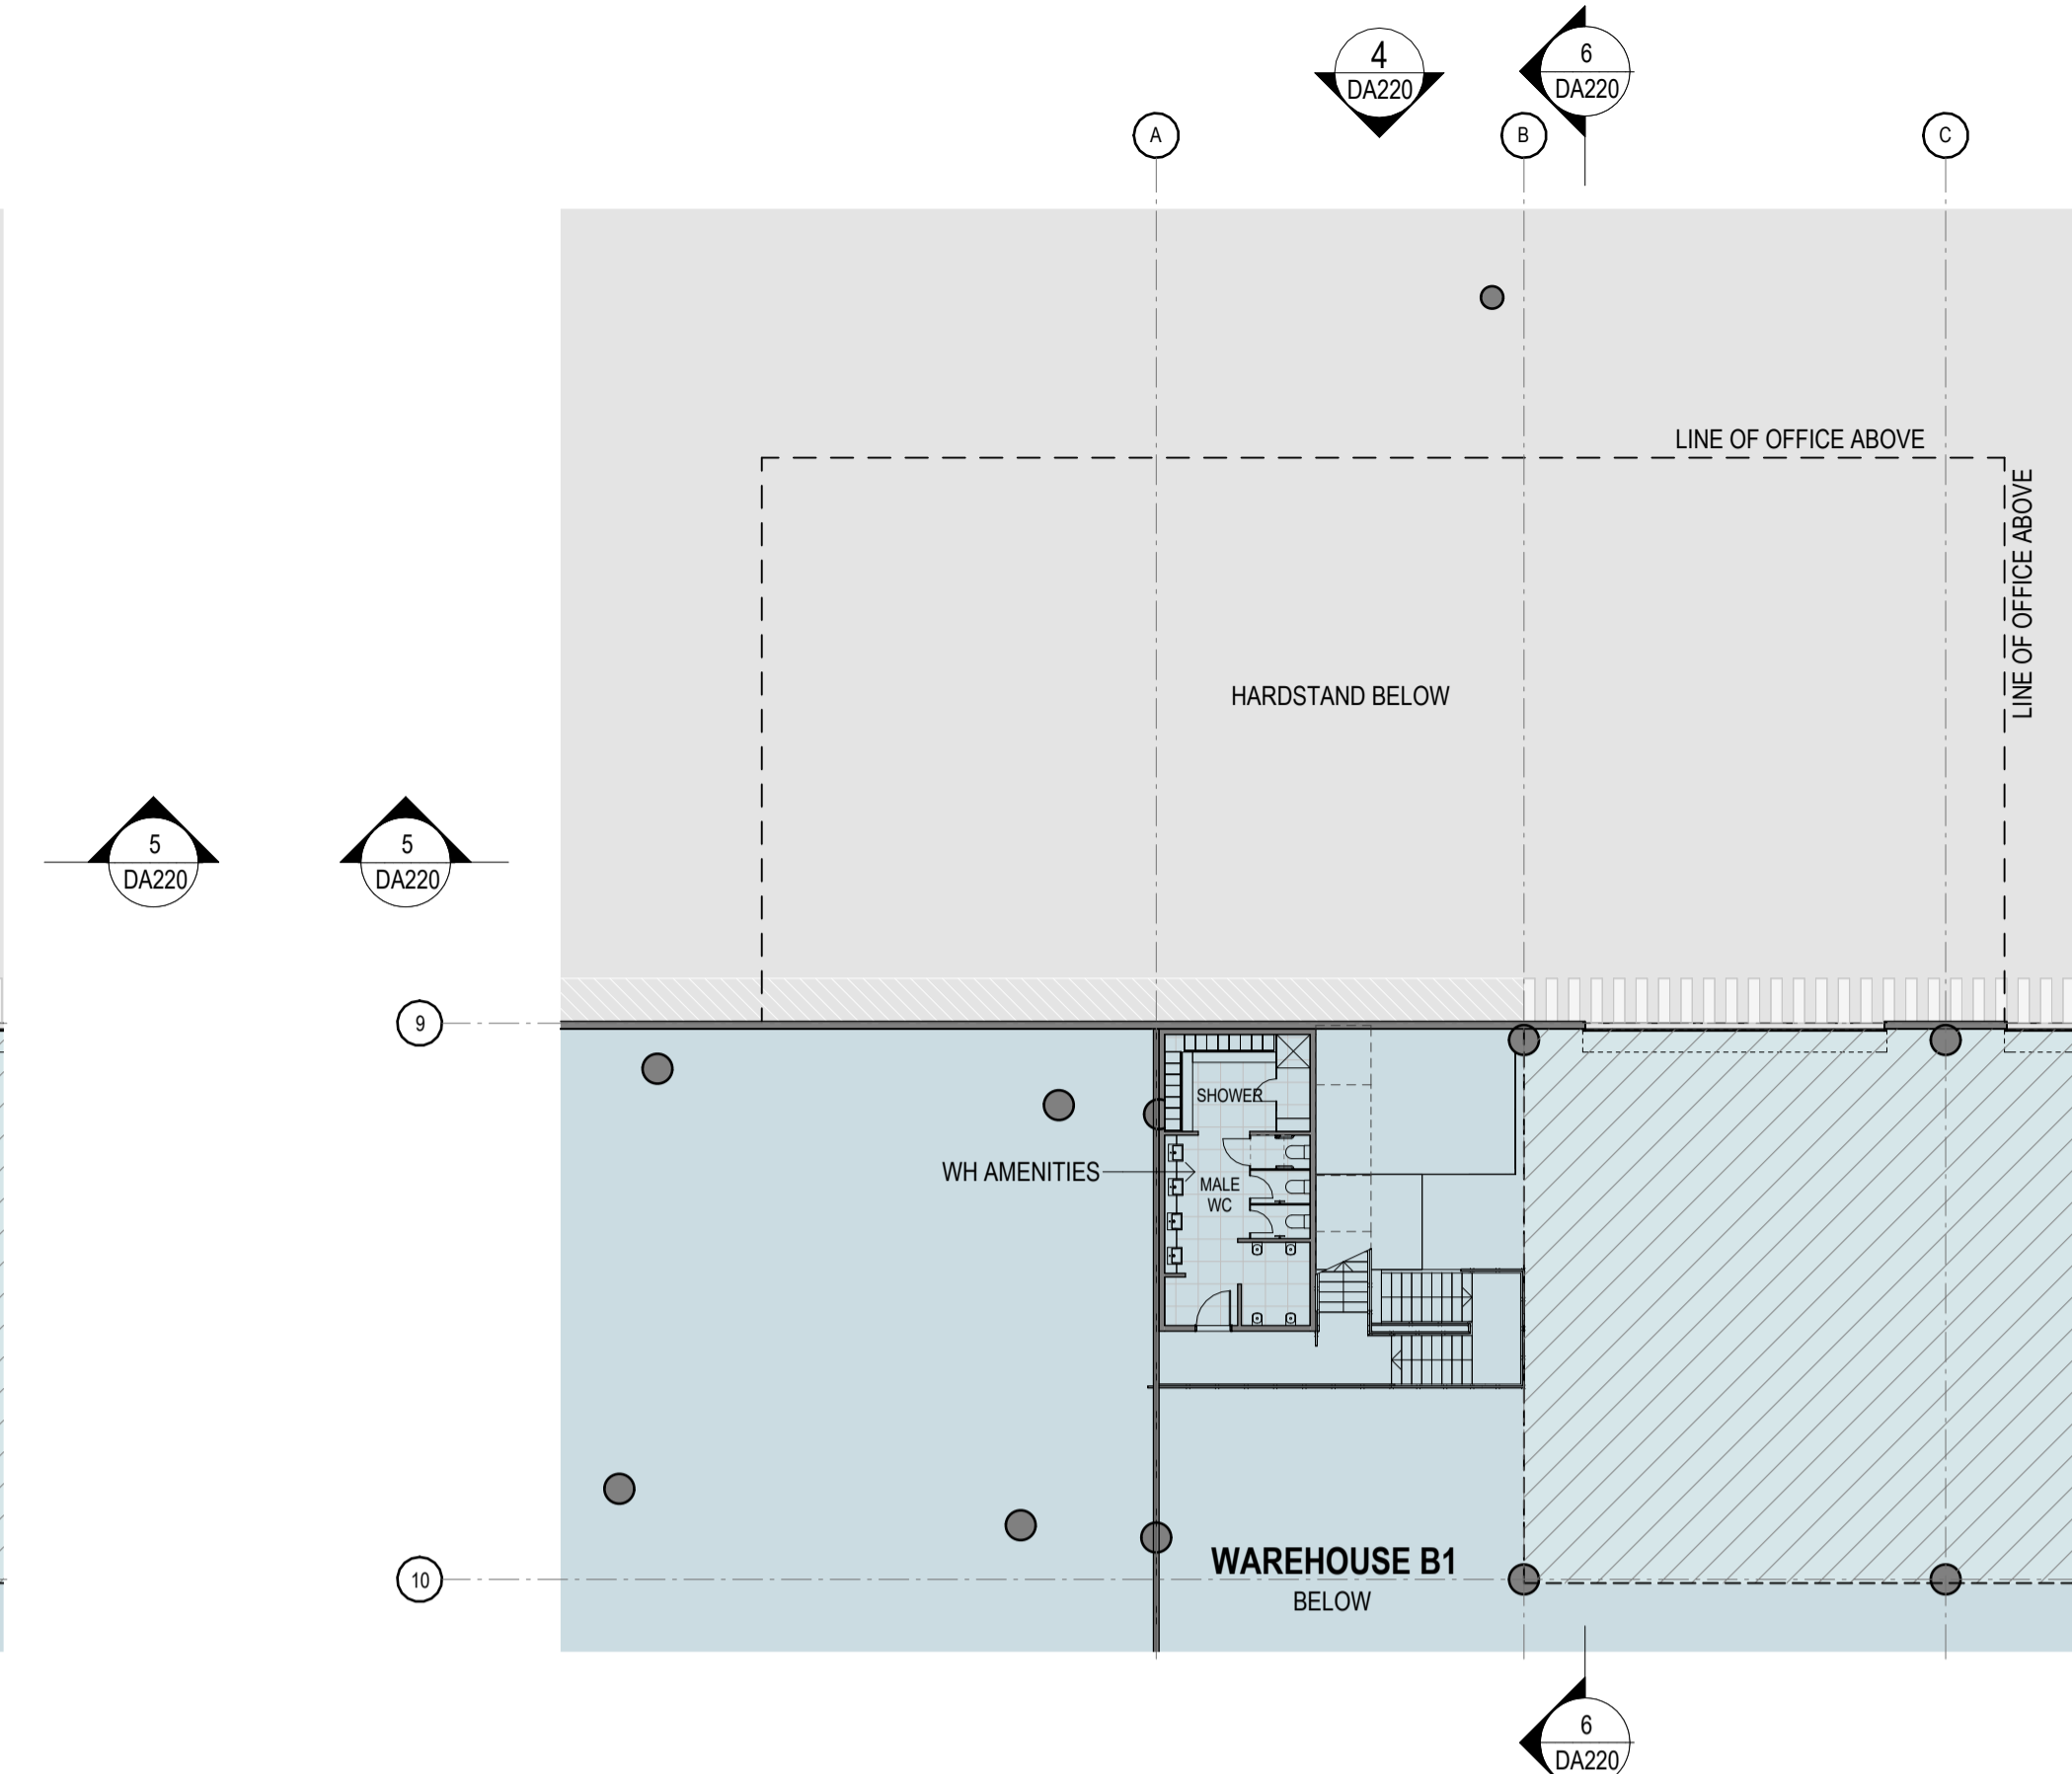 4
DA220
6
DA220
A
B
C
LINE OF OFFICE ABOVE
LINE OF OFFICE ABOVE
HARDSTAND BELOW
5
DA220
5
DA220
9
SHOWER
WH AMENITIES
MALE
WC
10
WAREHOUSE B1
BELOW
6
DA220